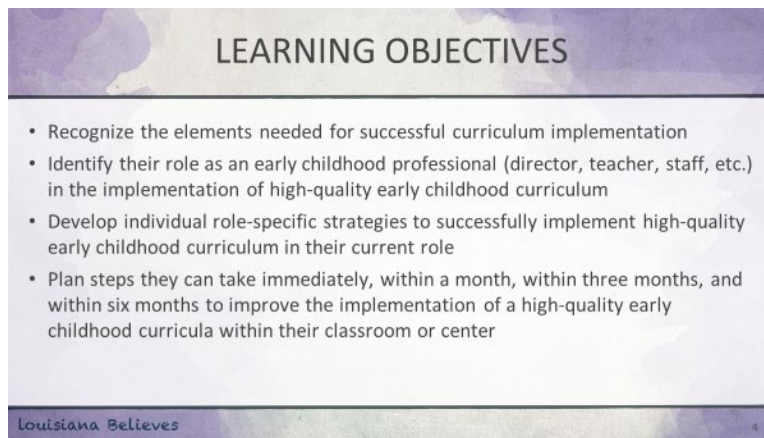 LEARNING OBJECTIVES
• Recognize the elements needed for successful curriculum implementation
• Identify their role as an early childhood professional (director, teacher, staff, etc.)
in the implementation of high-quality early childhood curriculum
• Develop individual role-specific strategies to successfully implement high-quality
early childhood curriculum in their current role
• Plan steps they can take immediately, within a month, within three months, and
within six months to improve the implementation of a high-quality early
childhood curricula within their classroom or center
Louisiana Believes
4